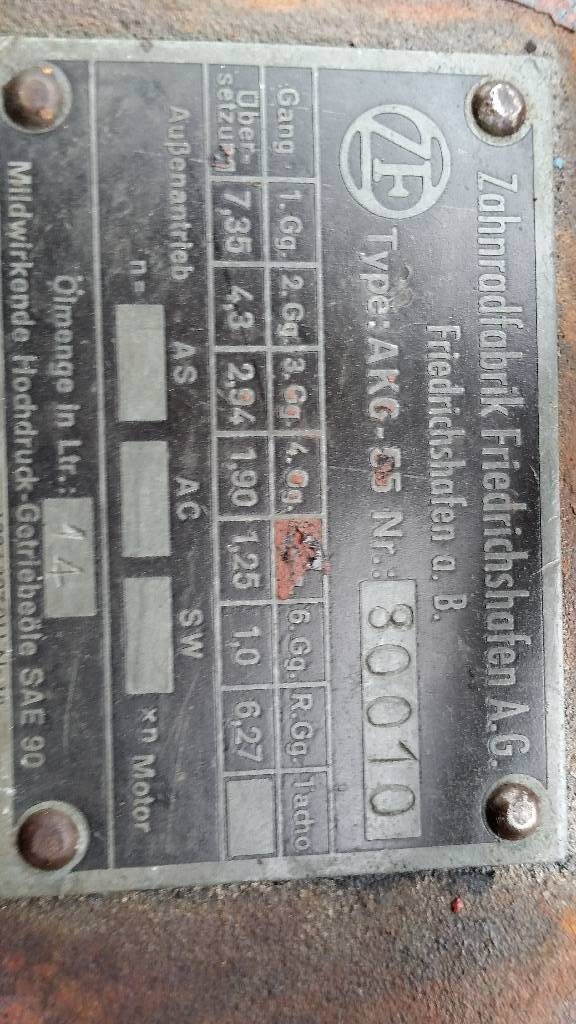 Zahnradfabrik Friedrichshafen A.G.
Friedrichshafen a. B.
ZF Type: AKG-55 Nr.: 80010
Gang 1.Gg. 2.Gg. 3.Gg. 4.Gg. 6.Gg. R.Gg. Tacho
Über-
setzung 7,35 4,3 2,94 1,90 1,25 1,0 6,27
Außenantrieb AS AC SW
n = xn Motor
Ölmenge in Ltr.: 14
Mildwirkende Hochdruck-Getriebeöle SAE 90